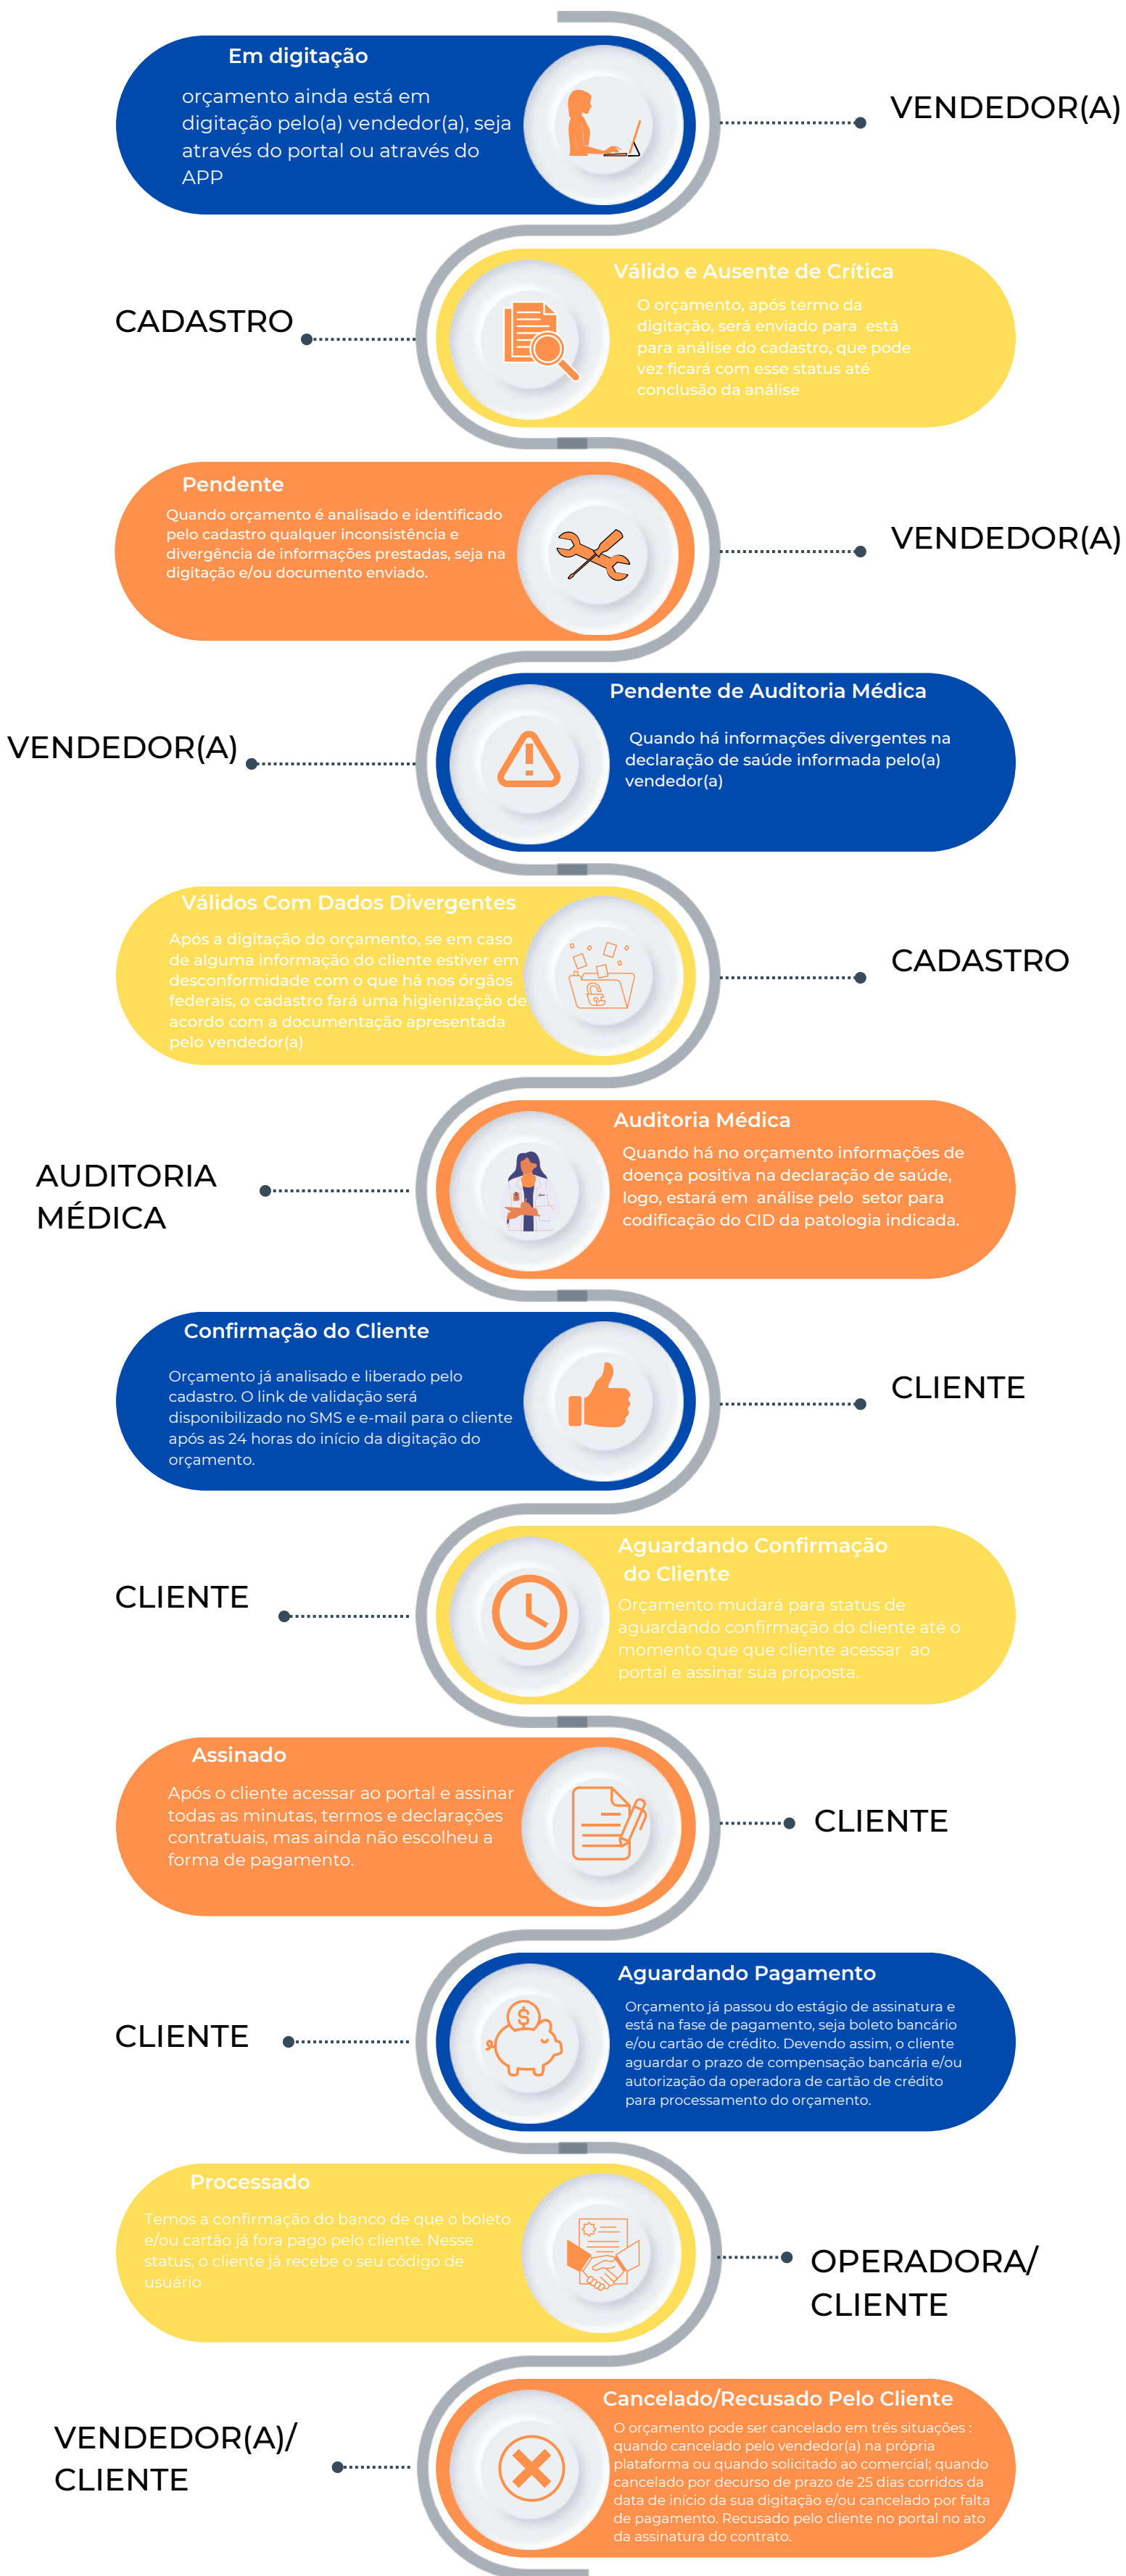 Em digitação
orçamento ainda está em
digitação pelo(a) vendedor(a), seja
através do portal ou através do
APP
VENDEDOR(A)
Válido e Ausente de Crítica
O orçamento, após termo da
digitação, será enviado para  está
para análise do cadastro, que pode
vez ficará com esse status até
conclusão da análise
CADASTRO
Pendente
Quando orçamento é analisado e identificado
pelo cadastro qualquer inconsistência e
divergência de informações prestadas, seja na
digitação e/ou documento enviado.
VENDEDOR(A)
Pendente de Auditoria Médica
Quando há informações divergentes na
declaração de saúde informada pelo(a)
vendedor(a)
VENDEDOR(A)
Válidos Com Dados Divergentes
Após a digitação do orçamento, se em caso
de alguma informação do cliente estiver em
desconformidade com o que há nos órgãos
federais, o cadastro fará uma higienização de
acordo com a documentação apresentada
pelo vendedor(a)
CADASTRO
Auditoria Médica
Quando há no orçamento informações de
doença positiva na declaração de saúde,
logo, estará em  análise pelo  setor para
codificação do CID da patologia indicada.
AUDITORIA
MÉDICA
Confirmação do Cliente
Orçamento já analisado e liberado pelo
cadastro. O link de validação será
disponibilizado no SMS e e-mail para o cliente
após as 24 horas do início da digitação do
orçamento.
CLIENTE
Aguardando Confirmação
do Cliente
Orçamento mudará para status de
aguardando confirmação do cliente até o
momento que que cliente acessar  ao
portal e assinar sua proposta.
CLIENTE
Assinado
Após o cliente acessar ao portal e assinar
todas as minutas, termos e declarações
contratuais, mas ainda não escolheu a
forma de pagamento.
CLIENTE
Aguardando Pagamento
Orçamento já passou do estágio de assinatura e
está na fase de pagamento, seja boleto bancário
e/ou cartão de crédito. Devendo assim, o cliente
aguardar o prazo de compensação bancária e/ou
autorização da operadora de cartão de crédito
para processamento do orçamento.
CLIENTE
Processado
Temos a confirmação do banco de que o boleto
e/ou cartão já fora pago pelo cliente. Nesse
status, o cliente já recebe o seu código de
usuário
OPERADORA/
CLIENTE
Cancelado/Recusado Pelo Cliente
O orçamento pode ser cancelado em três situações :
quando cancelado pelo vendedor(a) na própria
plataforma ou quando solicitado ao comercial; quando
cancelado por decurso de prazo de 25 dias corridos da
data de início da sua digitação e/ou cancelado por falta
de pagamento. Recusado pelo cliente no portal no ato
da assinatura do contrato.
VENDEDOR(A)/
CLIENTE